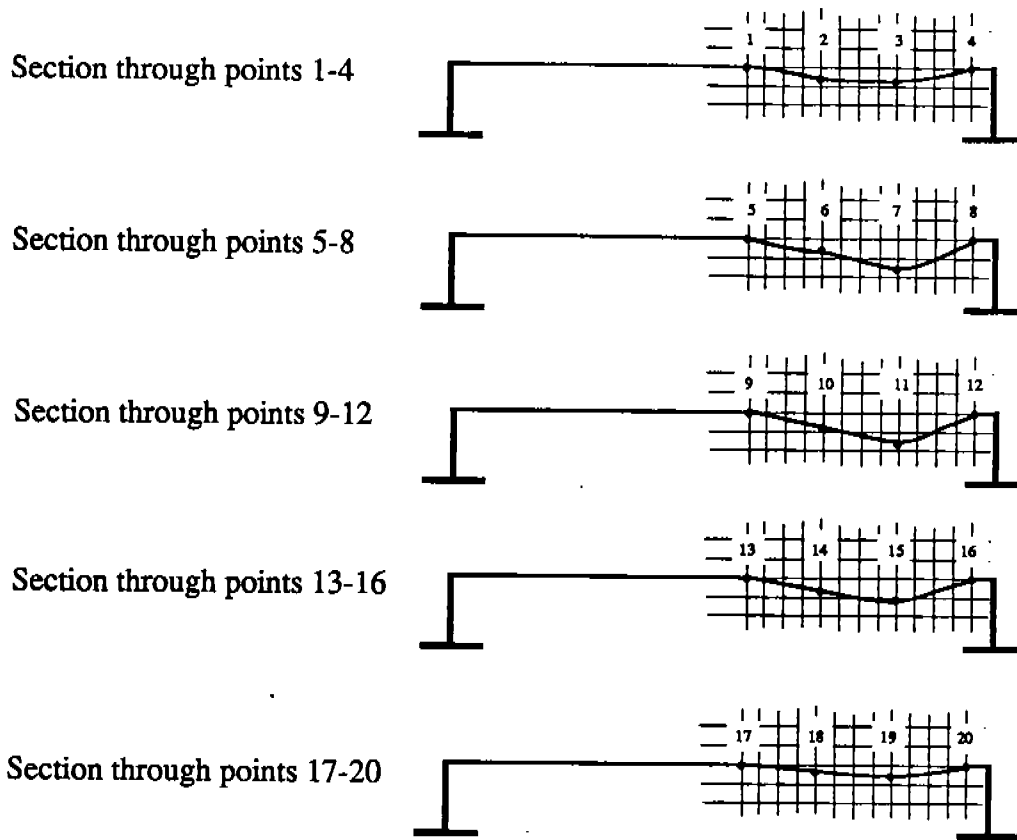 1 2 3 4
Section through points 1-4
5 6 7 8
Section through points 5-8
9 10 11 12
Section through points 9-12
13 14 15 16
Section through points 13-16
17 18 19 20
Section through points 17-20